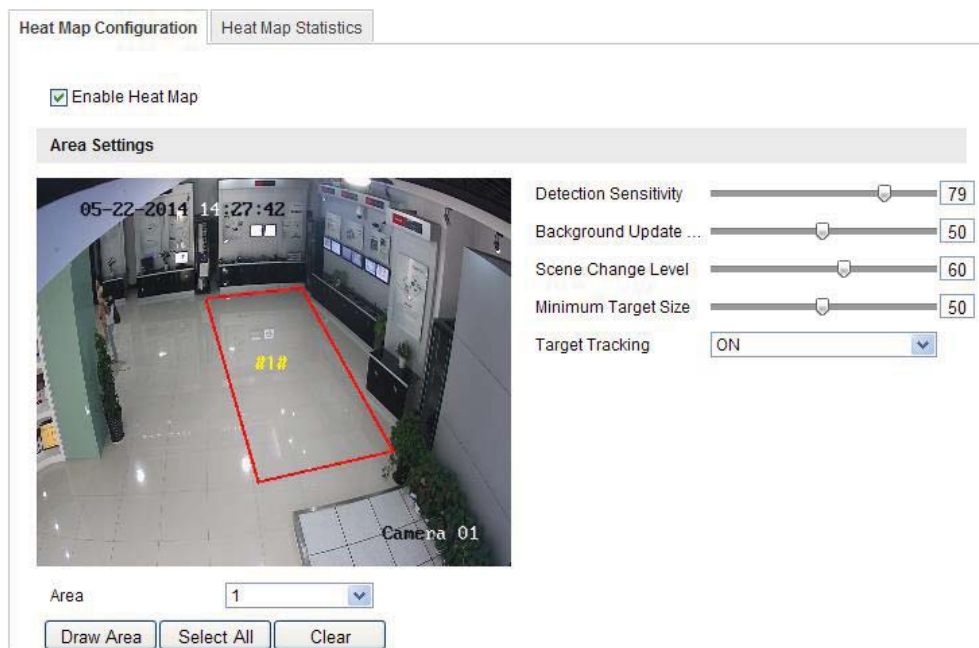 Heat Map Configuration
Heat Map Statistics
Enable Heat Map
Area Settings
05-22-2014 14:27:42
#1#
Camera 01
Detection Sensitivity 79
Background Update ... 50
Scene Change Level 60
Minimum Target Size 50
Target Tracking ON
Area 1
Draw Area Select All Clear